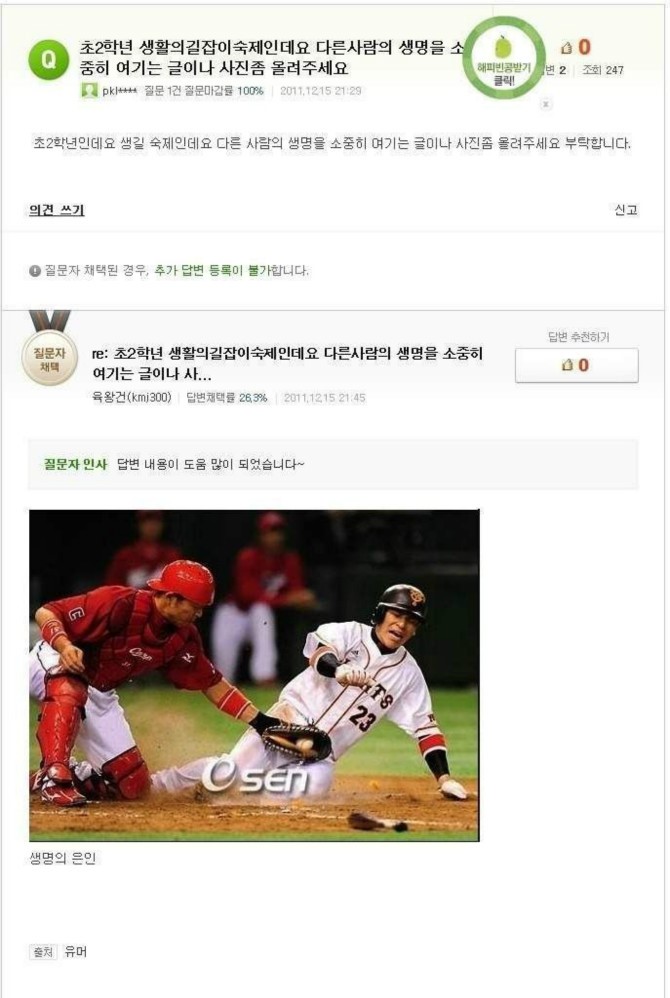 Q
초2학년 생활의길잡이숙제인데요 다른사람의 생명을 소
중히 여기는 글이나 사진좀 올려주세요
해피빈콩받기
클릭!
0
변 2 조회 247
pkl**** 질문 1건 질문마감률 100% 2011,12,15 21:29
x
초2학년인데요 생길 숙제인데요 다른 사람의 생명을 소중히 여기는 글이나 사진좀 올려주세요 부탁합니다.
의견 쓰기
신고
질문자 채택된 경우, 추가 답변 등록이 불가합니다.
질문자
채택
re: 초2학년 생활의길잡이숙제인데요 다른사람의 생명을 소중히
여기는 글이나 사...
육왕건(kmj300) 답변채택률 26,3% 2011,12,15 21:45
답변 추천하기
0
질문자 인사 답변 내용이 도움 많이 되었습니다~
C
Carp
NTS
23
OSEN
생명의 은인
출처 유머